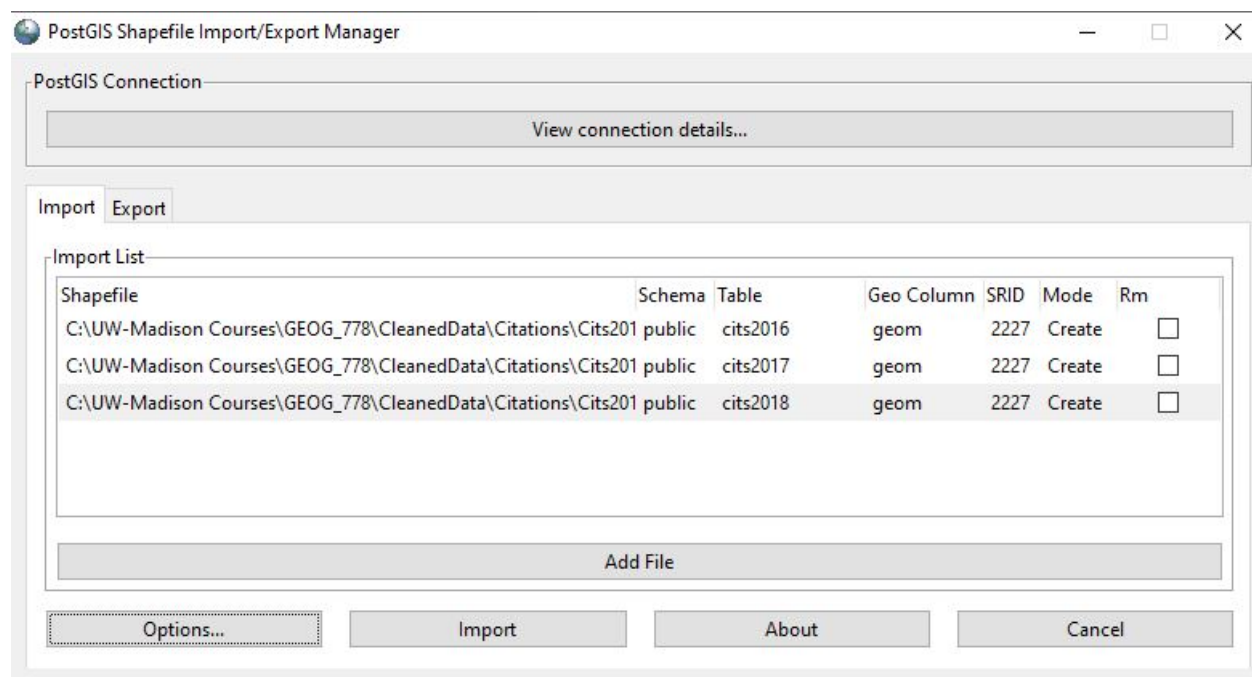 PostGIS Shapefile Import/Export Manager
PostGIS Connection
View connection details...
Import Export
Import List
Shapefile Schema Table Geo Column SRID Mode Rm
C:\UW-Madison Courses\GEOG_778\CleanedData\Citations\Cits201 public cits2016 geom 2227 Create
C:\UW-Madison Courses\GEOG_778\CleanedData\Citations\Cits201 public cits2017 geom 2227 Create
C:\UW-Madison Courses\GEOG_778\CleanedData\Citations\Cits201 public cits2018 geom 2227 Create
Add File
Options... Import About Cancel